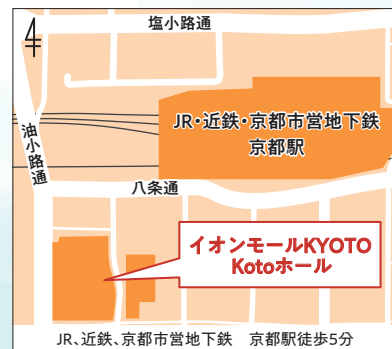 塩小路通
油小路通
JR・近鉄・京都市営地下鉄
京都駅
八条通
イオンモールKYOTO
Kotoホール
JR、近鉄、京都市営地下鉄　京都駅徒歩5分